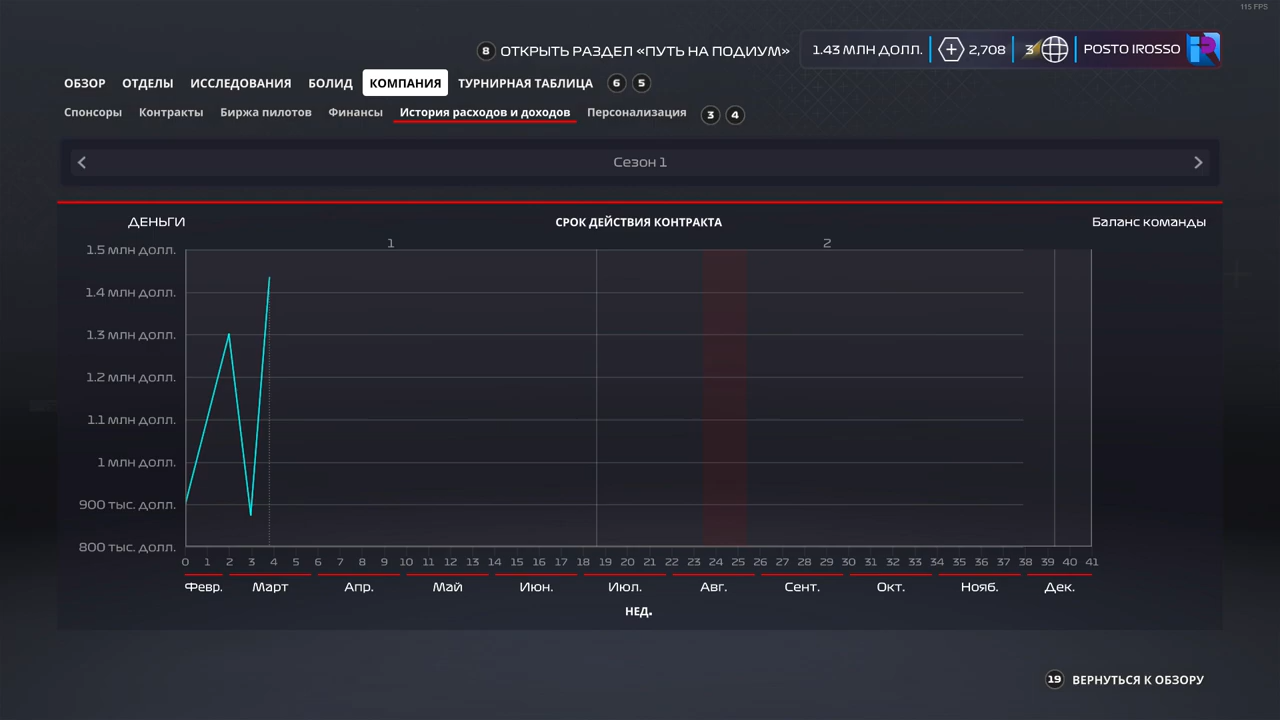 115 FPS
8 ОТКРЫТЬ РАЗДЕЛ «ПУТЬ НА ПОДИУМ» 1.43 МЛН ДОЛЛ. 2,708 3 POSTO IROSSO
ОБЗОР ОТДЕЛЫ ИССЛЕДОВАНИЯ БОЛИД КОМПАНИЯ ТУРНИРНАЯ ТАБЛИЦА 6 5
Спонсоры Контракты Биржа пилотов Финансы История расходов и доходов Персонализация 3 4
Сезон 1
ДЕНЬГИ СРОК ДЕЙСТВИЯ КОНТРАКТА Баланс команды
1 2
1.5 млн долл.
1.4 млн долл.
1.3 млн долл.
1.2 млн долл.
1.1 млн долл.
1 млн долл.
900 тыс. долл.
800 тыс. долл.
0 1 2 3 4 5 6 7 8 9 10 11 12 13 14 15 16 17 18 19 20 21 22 23 24 25 26 27 28 29 30 31 32 33 34 35 36 37 38 39 40 41
Февр. Март Апр. Май Июн. Июл. Авг. Сент. Окт. Нояб. Дек.
НЕД.
19 ВЕРНУТЬСЯ К ОБЗОРУ